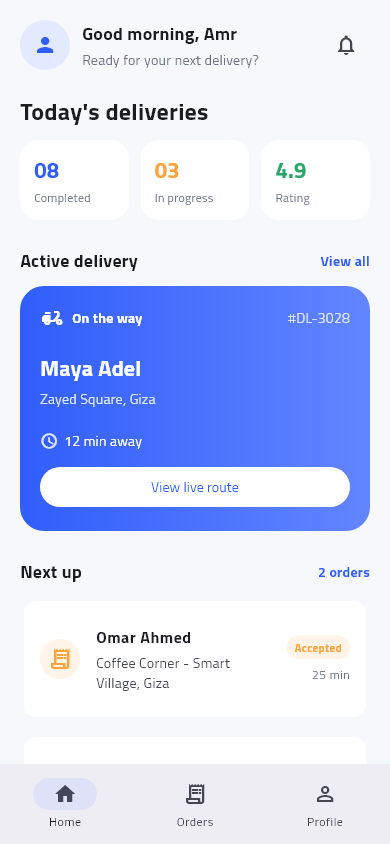 Good morning, Amr
Ready for your next delivery?
Today's deliveries
08
Completed
03
In progress
4.9
Rating
Active delivery
View all
On the way
#DL-3028
Maya Adel
Zayed Square, Giza
12 min away
View live route
Next up
2 orders
Omar Ahmed
Coffee Corner - Smart
Village, Giza
Accepted
25 min
Home
Orders
Profile